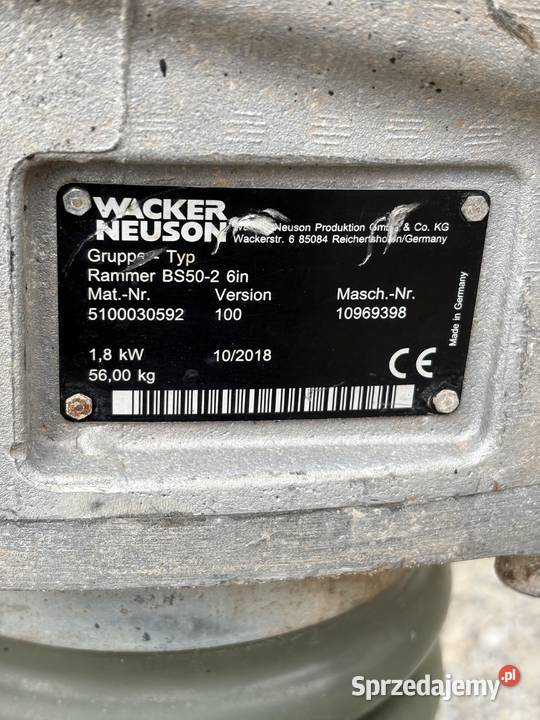 WACKER
NEUSON
Neuson Produktion GmbH & Co. KG
Wackerstr. 6 85084 Reichertshofen/Germany
Gruppe - Typ
Rammer BS50-2 6in
Mat.-Nr. Version Masch.-Nr.
5100030592 100 10969398
1,8 kW 10/2018
56,00 kg
CE
Made in Germany
Sprzedajemy.pl